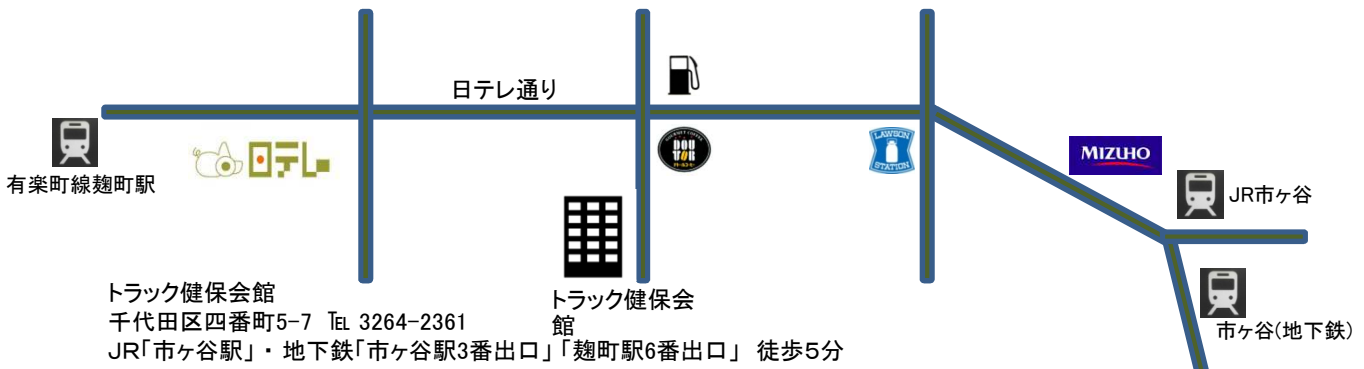 日テレ通り
日テレ
DOUTOR
LAWSON
STATION
MIZUHO
有楽町線麹町駅
JR市ヶ谷
市ヶ谷(地下鉄)
トラック健保会
館
トラック健保会館
千代田区四番町5-7 ℡ 3264-2361
JR「市ヶ谷駅」・地下鉄「市ヶ谷駅3番出口」「麹町駅6番出口」 徒歩5分